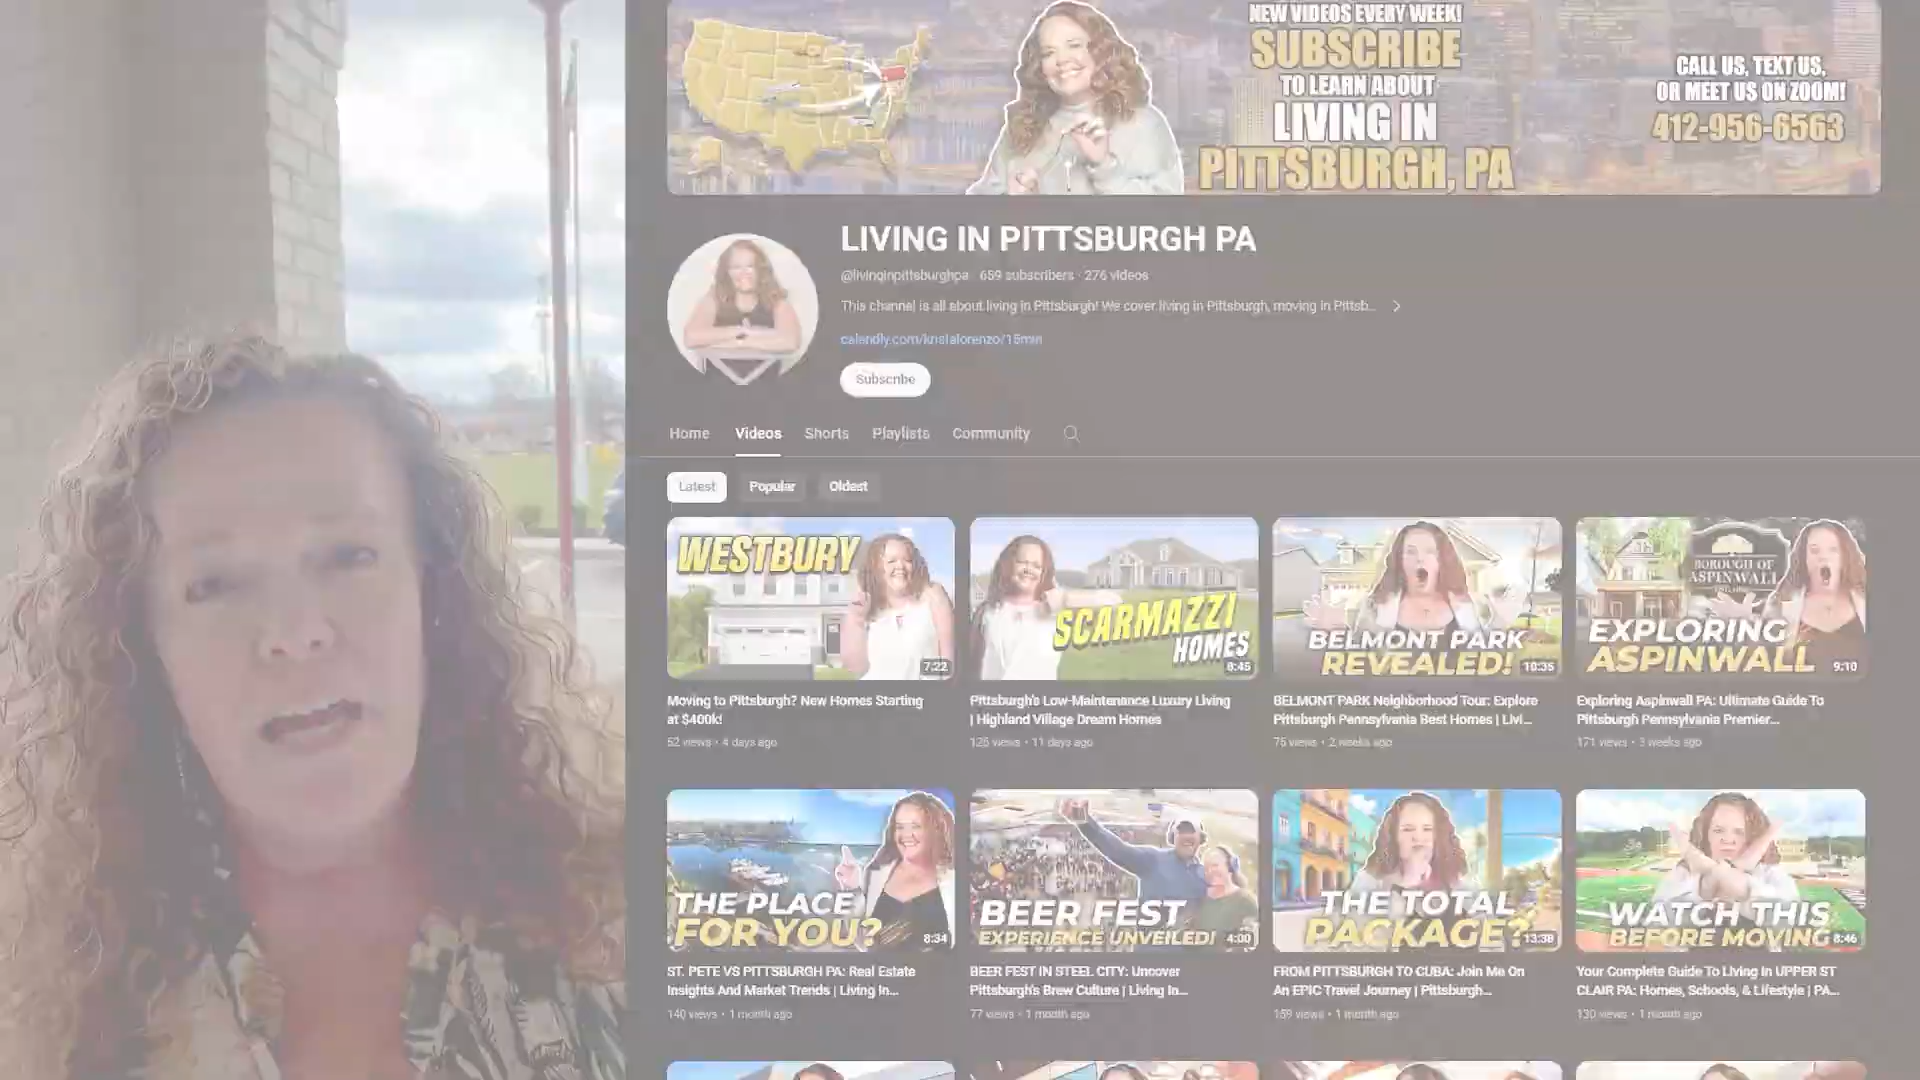 NEW VIDEOS EVERY WEEK!
SUBSCRIBE
TO LEARN ABOUT
LIVING IN
PITTSBURGH, PA
CALL US, TEXT US,
OR MEET US ON ZOOM!
412-956-6563
LIVING IN PITTSBURGH PA
@livinginpittsburghpa · 659 subscribers · 276 videos
This channel is all about living in Pittsburgh! We cover living in Pittsburgh, moving in Pittsb...
calendly.com/kristalorenzo/15min
Subscribe
Home Videos Shorts Playlists Community
Latest Popular Oldest
WESTBURY
7:22
SCARMAZZI
HOMES
8:45
BELMONT PARK
REVEALED!
10:35
BOROUGH OF
ASPINWALL
EXPLORING
ASPINWALL
9:10
Moving to Pittsburgh? New Homes Starting
at $400k!
52 views • 4 days ago
Pittsburgh's Low-Maintenance Luxury Living
| Highland Village Dream Homes
125 views • 11 days ago
BELMONT PARK Neighborhood Tour: Explore
Pittsburgh Pennsylvania Best Homes | Livi...
75 views • 2 weeks ago
Exploring Aspinwall PA: Ultimate Guide To
Pittsburgh Pennsylvania Premier...
171 views • 3 weeks ago
THE PLACE
FOR YOU?
8:34
BEER FEST
EXPERIENCE UNVEILED!
4:00
THE TOTAL
PACKAGE?
13:38
WATCH THIS
BEFORE MOVING
8:46
ST. PETE VS PITTSBURGH PA: Real Estate
Insights And Market Trends | Living In...
140 views • 1 month ago
BEER FEST IN STEEL CITY: Uncover
Pittsburgh's Brew Culture | Living In...
77 views • 1 month ago
FROM PITTSBURGH TO CUBA: Join Me On
An EPIC Travel Journey | Pittsburgh...
159 views • 1 month ago
Your Complete Guide To Living In UPPER ST
CLAIR PA: Homes, Schools, & Lifestyle | PA...
130 views • 1 month ago